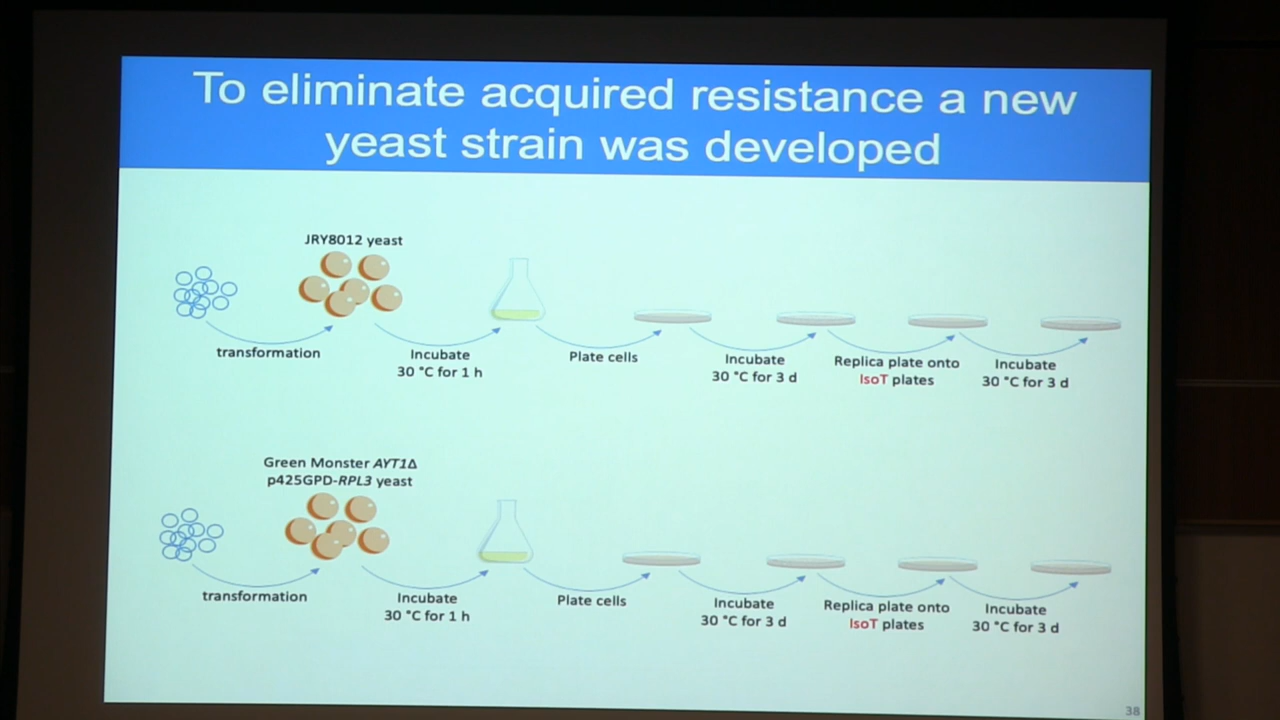 To eliminate acquired resistance a new
yeast strain was developed
JRY8012 yeast
transformation
Incubate
30 °C for 1 h
Plate cells
Incubate
30 °C for 3 d
Replica plate onto
IsoT plates
Incubate
30 °C for 3 d
Green Monster AYT1Δ
p425GPD-RPL3 yeast
transformation
Incubate
30 °C for 1 h
Plate cells
Incubate
30 °C for 3 d
Replica plate onto
IsoT plates
Incubate
30 °C for 3 d
38